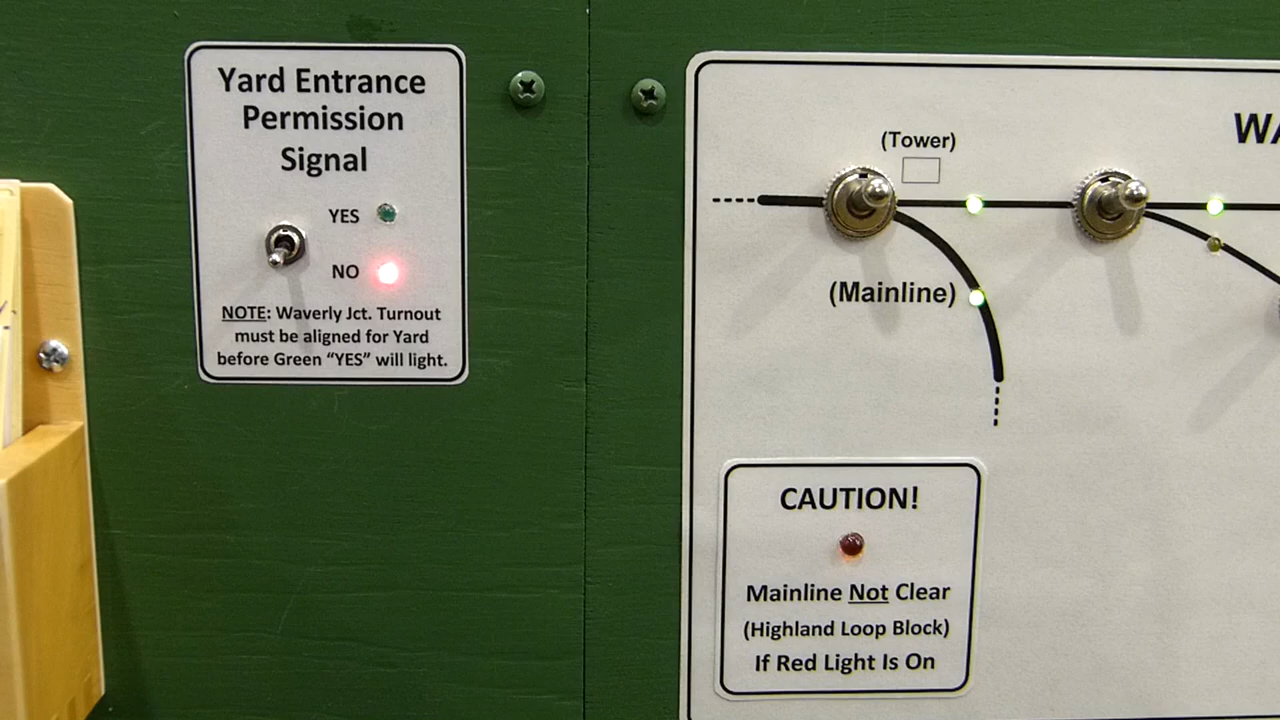 Yard Entrance
Permission
Signal
YES
NO
NOTE: Waverly Jct. Turnout
must be aligned for Yard
before Green “YES” will light.
(Tower)
(Mainline)
CAUTION!
Mainline Not Clear
(Highland Loop Block)
If Red Light Is On